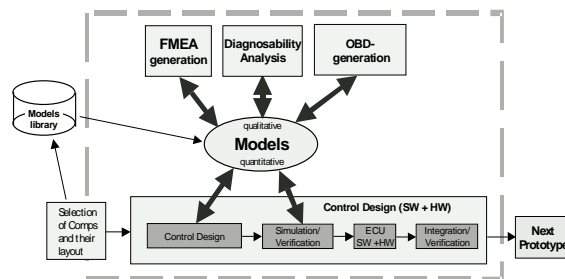 FMEA
generation
Diagnosability
Analysis
OBD-
generation
Models
library
qualitative
Models
quantitative
Selection
of Comps
and their
layout
Control Design (SW + HW)
Control Design
Simulation/
Verification
ECU
SW +HW
Integration/
Verification
Next
Prototype